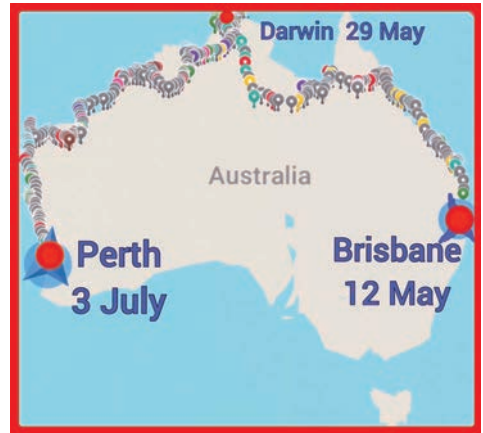 Darwin 29 May
Australia
Perth
3 July
Brisbane
12 May